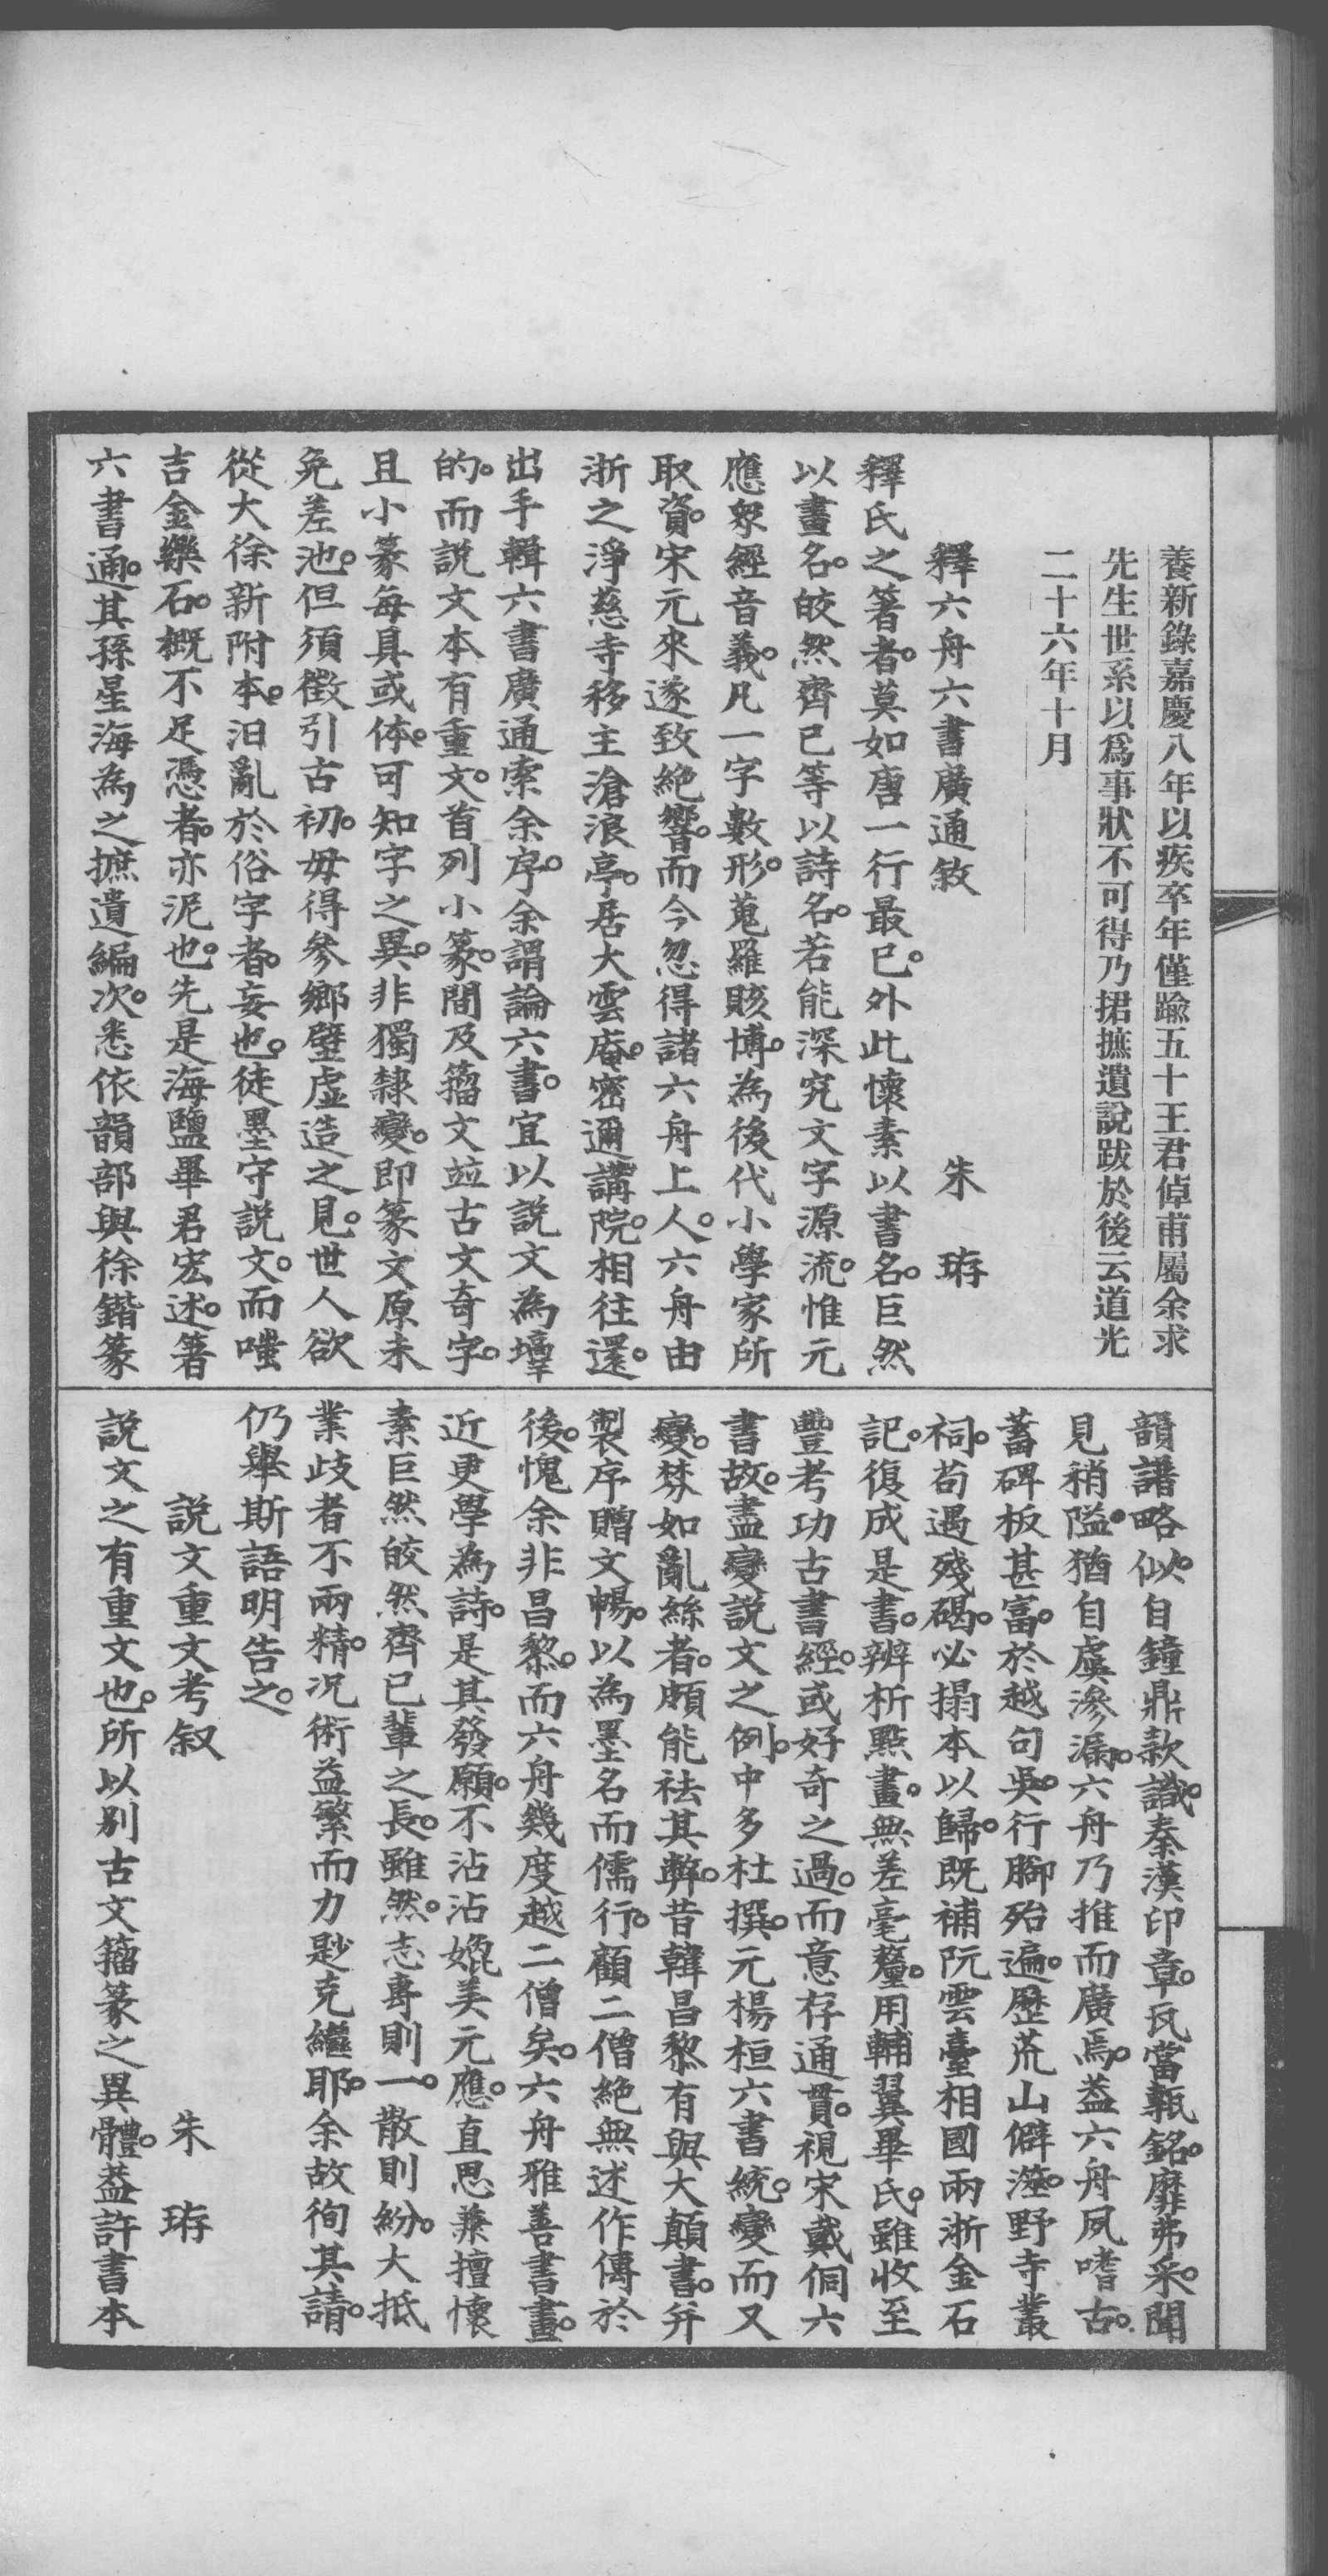 養新錄嘉慶八年以疾卒年僅踰五十王君倬甫屬余求
先生世系以爲事狀不可得乃捃摭遺說跋於後云道光
二十六年十月
釋六舟六書廣通敘　朱　珔
釋氏之箸者。莫如唐一行最已。外此懷素以書名。巨然
以畫名。皎然齊已等以詩名。若能深究文字源流。惟元
應眾經音義。凡一字數形。蒐羅賅博。為後代小學家所
取資。宋元來遂致絶響。而今忽得諸六舟上人。六舟由
浙之淨慈寺移主滄浪亭。居大雲庵。密邇講院。相往還。
出手輯六書廣通索余序。余謂論六書。宜以説文為壇
的。而説文本有重文。首列小篆。閒及籀文竝古文奇字。
且小篆每具或体。可知字之異。非獨隸變。即篆文原未
免差池。但須徵引古初。毋得參鄉壁虛造之見。世人欲
從大徐新附本。汩亂於俗字者。妄也。徒墨守説文。而嗤
吉金樂石。概不足憑者。亦泥也。先是海鹽畢君宏述。箸
六書通。其孫星海為之摭遺編次。悉依韻部與徐鍇篆
韻譜略似。自鐘鼎款識。秦漢印章。瓦當甎銘。靡弗采。聞
見稍隘。猶自虞滲漏。六舟乃推而廣焉。葢六舟夙嗜古。
蓄碑板甚富。於越句吳。行腳殆遍。歷荒山僻溼。野寺叢
祠。苟遇殘碣。必搨本以歸。既補阮雲臺相國兩浙金石
記。復成是書。辨析點畫。無差毫釐。用輔翼畢氏。雖收至
豐考功古書經。或好奇之過。而意存通貫。視宋戴侗六
書故。盡變説文之例。中多杜撰。元楊桓六書統。變而又
變。棼如亂絲者。頗能祛其弊。昔韓昌黎有與大顛書。并
製序贈文暢。以為墨名而儒行。顧二僧絶無述作傳於
後。愧余非昌黎。而六舟幾度越二僧矣。六舟雅善書畫。
近更學為詩。是其發願。不沾沾媲美元應。直思兼擅懷
素巨然皎然齊已輩之長。雖然。志專則一。散則紛。大抵
業歧者不兩精。况術益繁而力尟克繼耶。余故徇其請。
仍舉斯語明告之。
説文重文考叙　朱　珔
説文之有重文也。所以别古文籀篆之異體。葢許書本